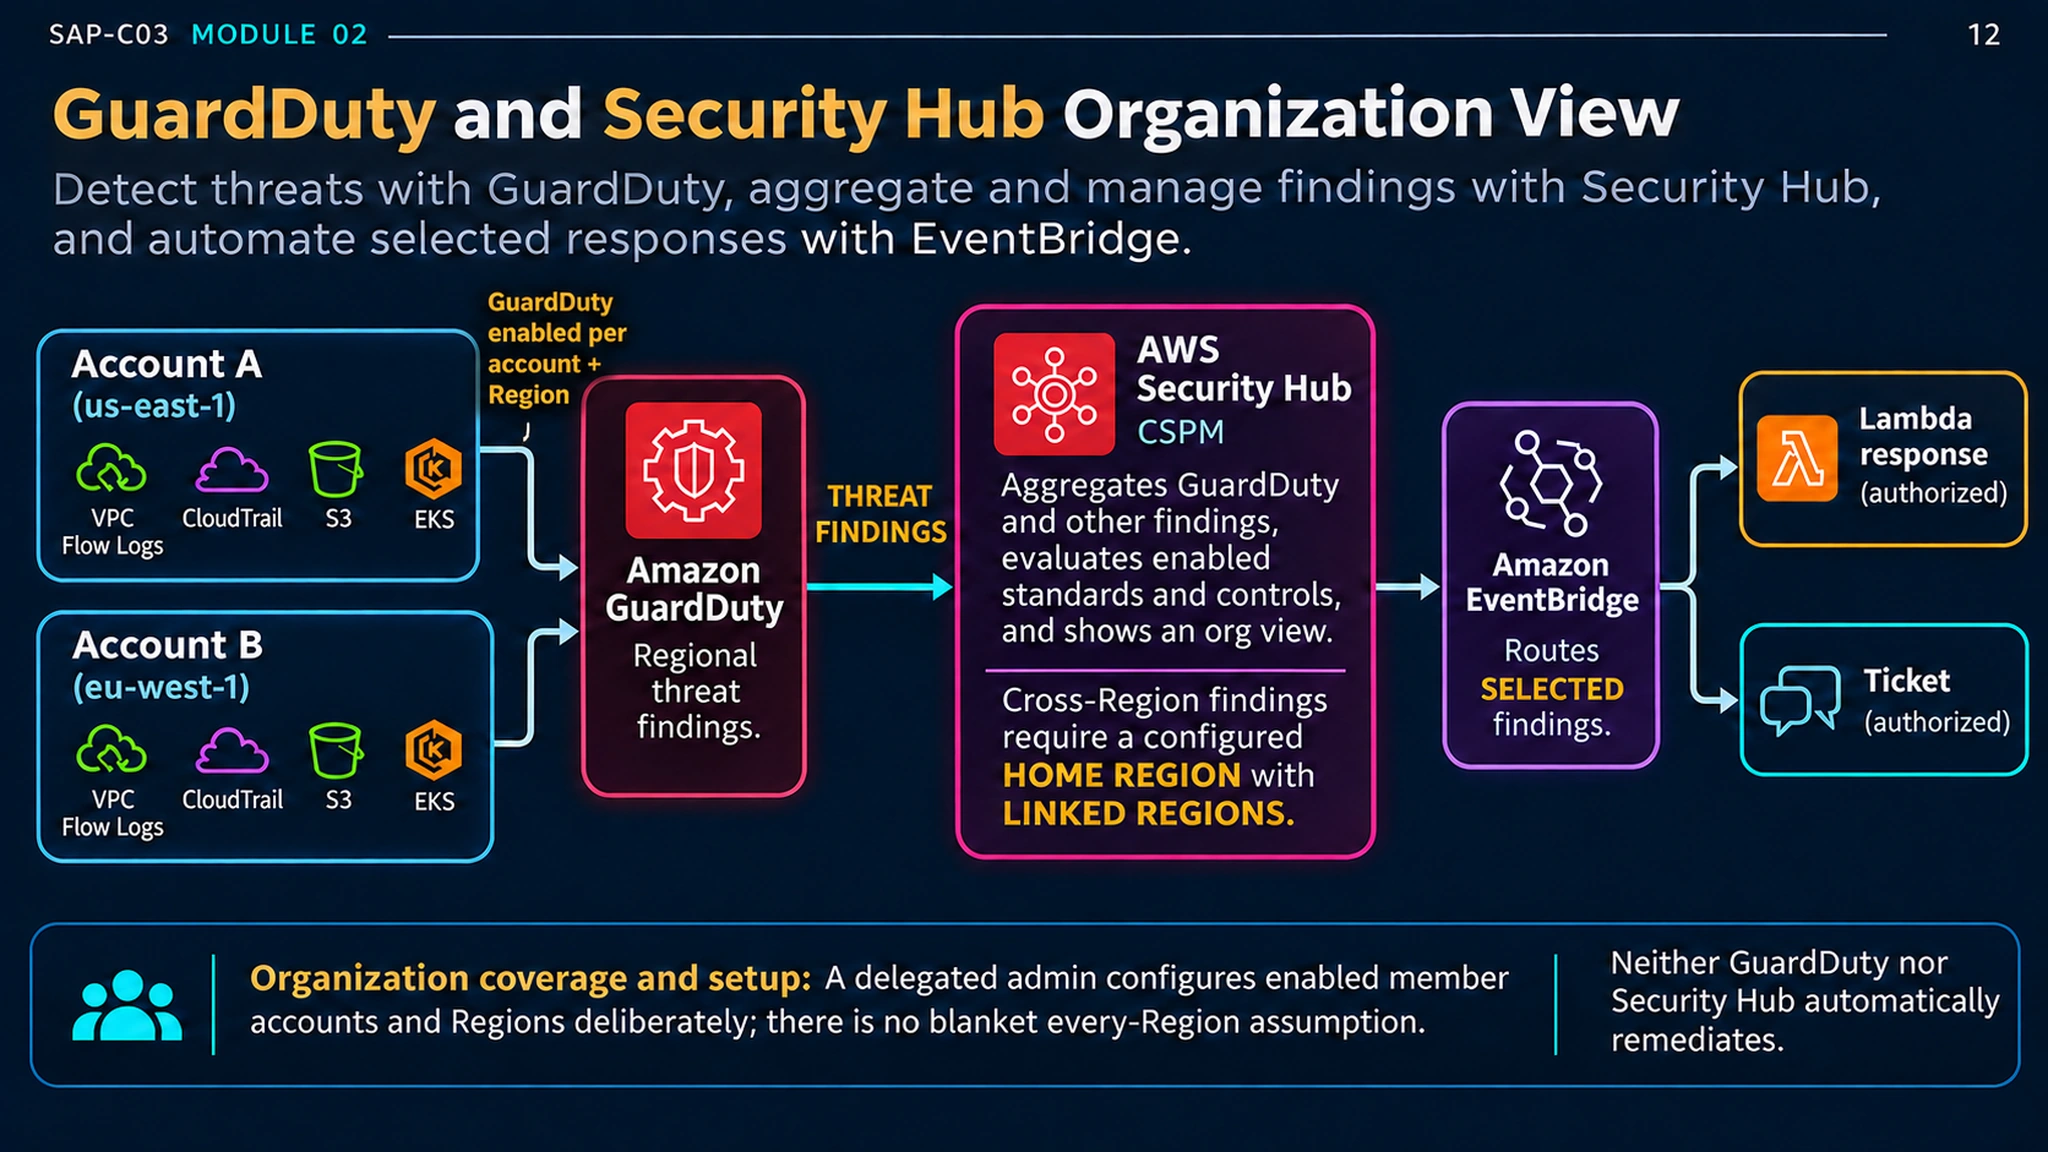 SAP-C03 MODULE 02
12
GuardDuty and Security Hub Organization View
Detect threats with GuardDuty, aggregate and manage findings with Security Hub,
and automate selected responses with EventBridge.
GuardDuty
enabled per
account +
Region
Account A
(us-east-1)
VPC
Flow Logs
CloudTrail
S3
EKS
Account B
(eu-west-1)
VPC
Flow Logs
CloudTrail
S3
EKS
Amazon
GuardDuty
Regional
threat
findings.
THREAT
FINDINGS
AWS
Security Hub
CSPM
Aggregates GuardDuty
and other findings,
evaluates enabled
standards and controls,
and shows an org view.
Cross-Region findings
require a configured
HOME REGION with
LINKED REGIONS.
Amazon
EventBridge
Routes
SELECTED
findings.
Lambda
response
(authorized)
Ticket
(authorized)
Organization coverage and setup: A delegated admin configures enabled member
accounts and Regions deliberately; there is no blanket every-Region assumption.
Neither GuardDuty nor
Security Hub automatically
remediates.